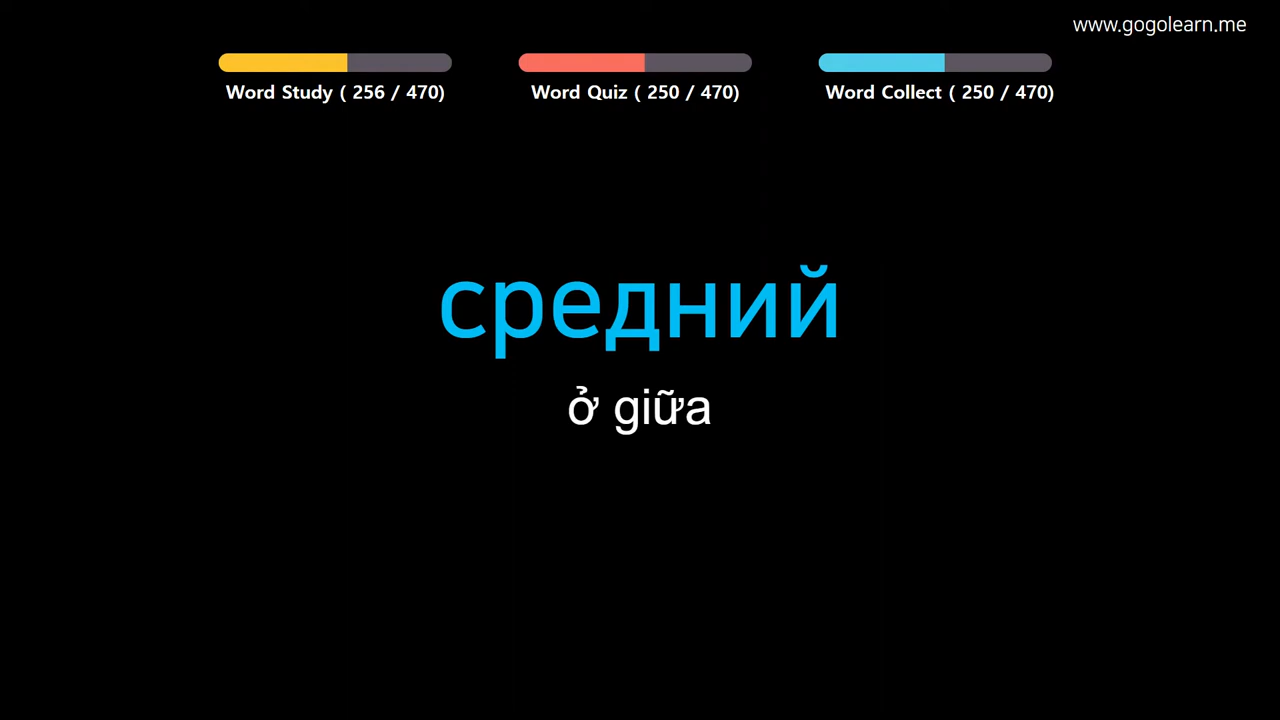 www.gogolearn.me
Word Study ( 256 / 470)
Word Quiz ( 250 / 470)
Word Collect ( 250 / 470)
средний
ở giữa